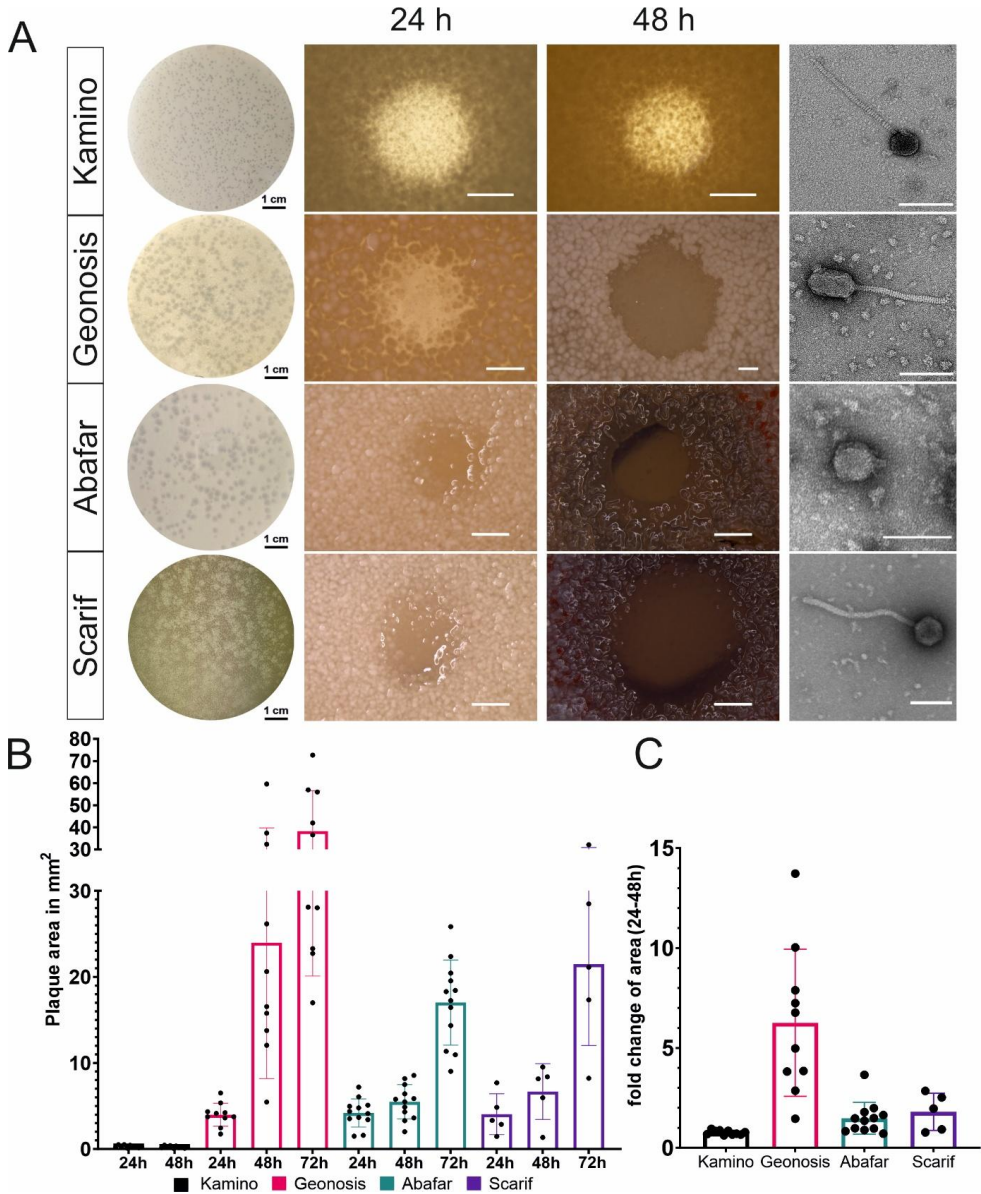 A
24 h
48 h
Kamino
1 cm
Geonosis
1 cm
Abafar
1 cm
Scarif
1 cm
B
Plaque area in mm2
80
70
60
50
40
30
30
20
10
0
24h 48h 24h 48h 72h 24h 48h 72h 24h 48h 72h
Kamino Geonosis Abafar Scarif
C
fold change of area (24-48h)
15
10
5
0
Kamino Geonosis Abafar Scarif